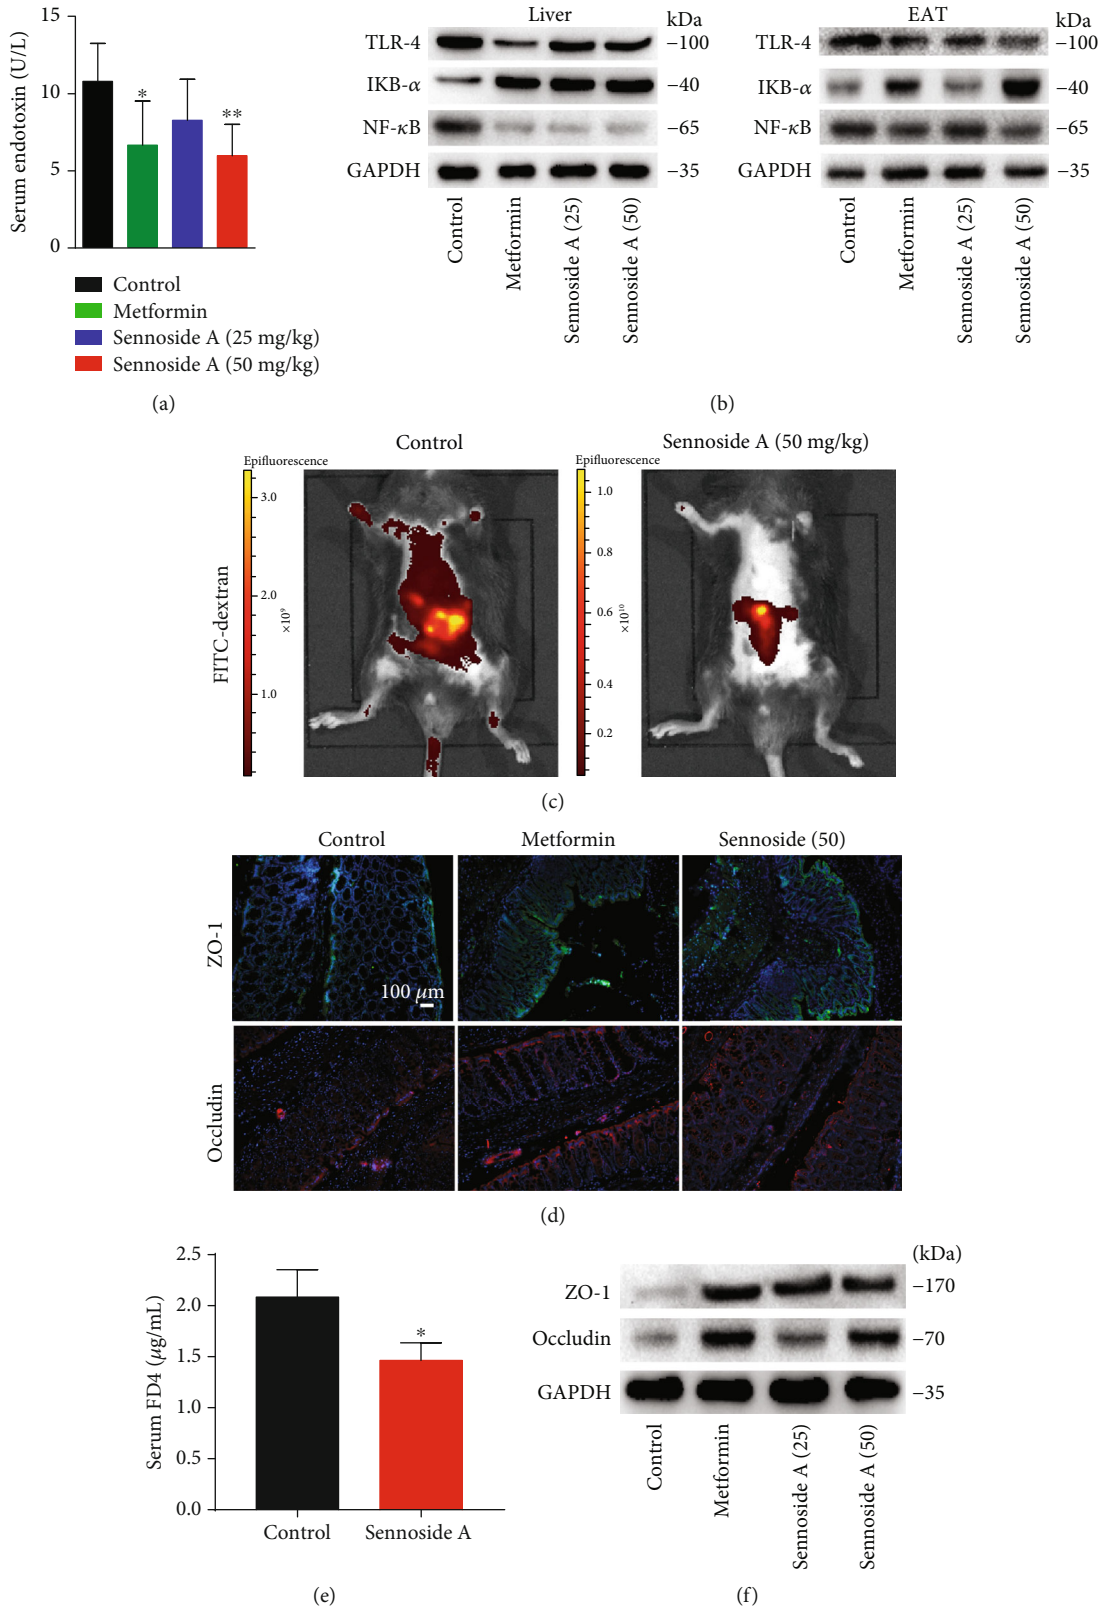 Serum endotoxin (U/L)
15
10
5
0
*
**
Control
Metformin
Sennoside A (25 mg/kg)
Sennoside A (50 mg/kg)
(a)
Liver
kDa
TLR-4
–100
IKB-α
–40
NF-κB
–65
GAPDH
–35
Control
Metformin
Sennoside A (25)
Sennoside A (50)
EAT
kDa
TLR-4
–100
IKB-α
–40
NF-κB
–65
GAPDH
–35
Control
Metformin
Sennoside A (25)
Sennoside A (50)
(b)
FITC-dextran
Control
Epifluorescence
3.0
2.0
1.0
×10⁹
Sennoside A (50 mg/kg)
Epifluorescence
1.0
0.8
0.6
0.4
0.2
×10¹⁰
(c)
Control
Metformin
Sennoside (50)
ZO-1
100 μm
Occludin
(d)
Serum FD4 (μg/mL)
2.5
2.0
1.5
1.0
0.5
0.0
*
Control
Sennoside A
(e)
(kDa)
ZO-1
–170
Occludin
–70
GAPDH
–35
Control
Metformin
Sennoside A (25)
Sennoside A (50)
(f)